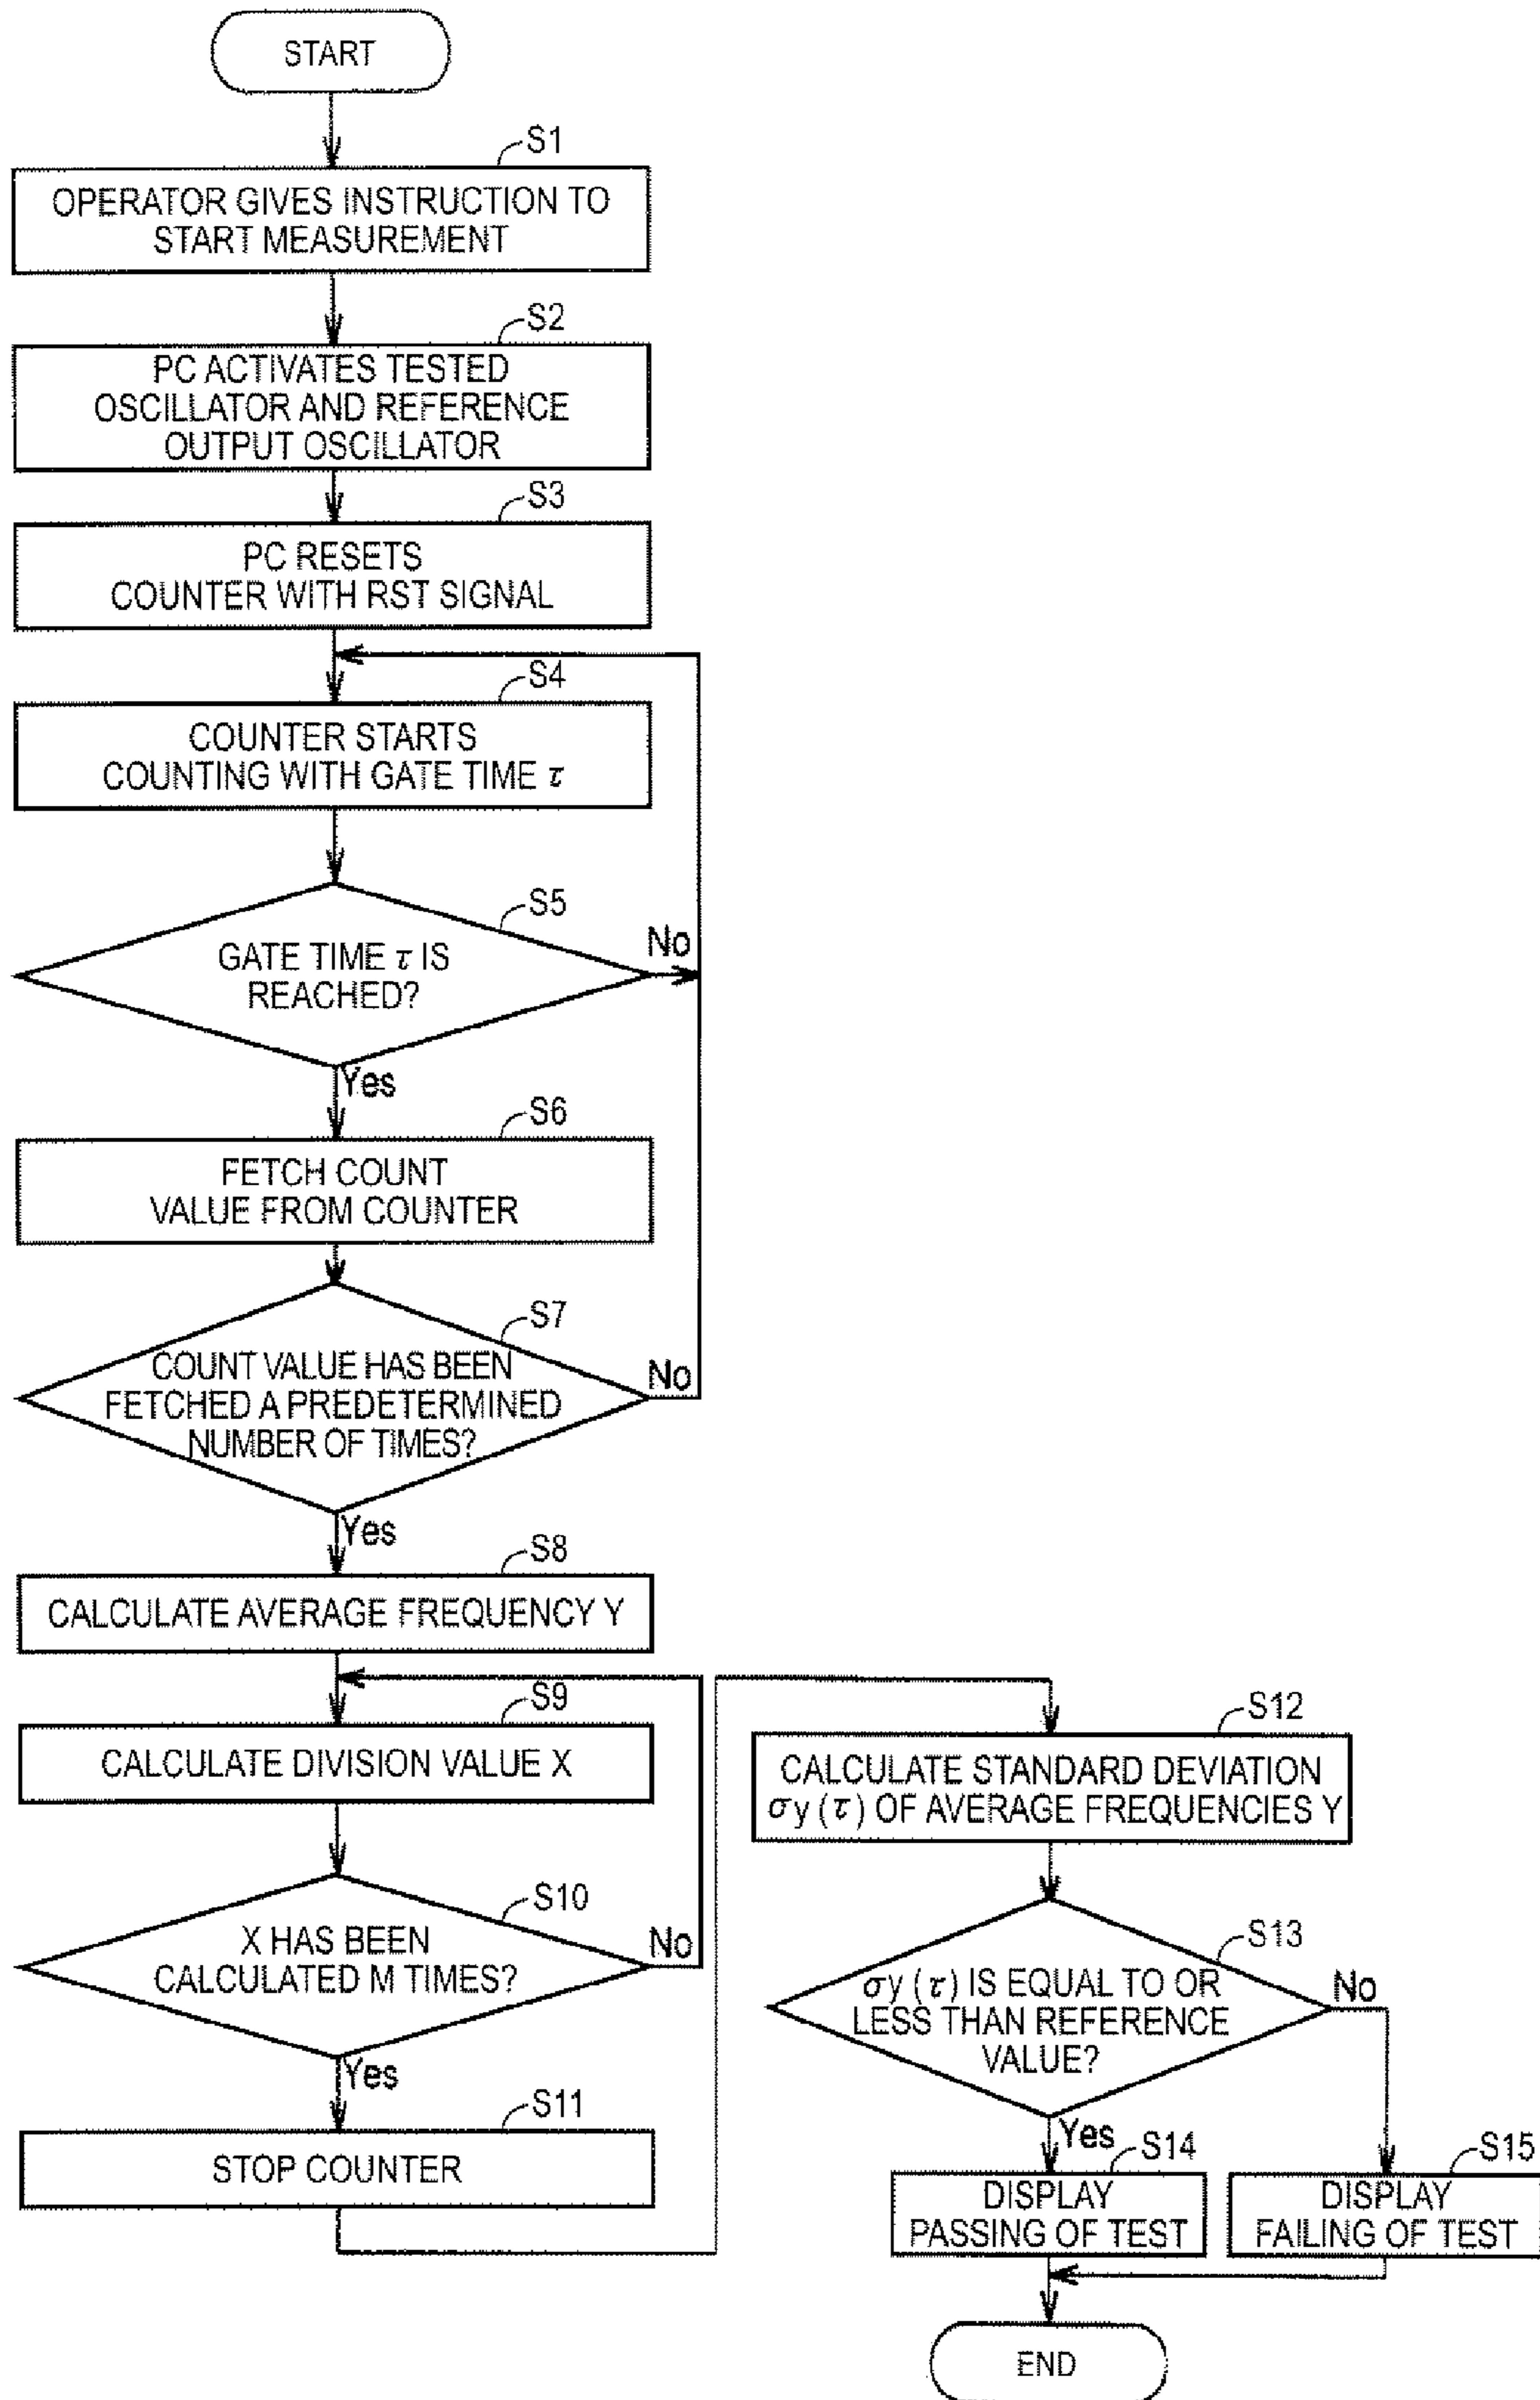 START
S1
OPERATOR GIVES INSTRUCTION TO
START MEASUREMENT
S2
PC ACTIVATES TESTED
OSCILLATOR AND REFERENCE
OUTPUT OSCILLATOR
S3
PC RESETS
COUNTER WITH RST SIGNAL
S4
COUNTER STARTS
COUNTING WITH GATE TIME τ
S5
GATE TIME τ IS
REACHED?
No
Yes
S6
FETCH COUNT
VALUE FROM COUNTER
S7
COUNT VALUE HAS BEEN
FETCHED A PREDETERMINED
NUMBER OF TIMES?
No
Yes
S8
CALCULATE AVERAGE FREQUENCY Y
S9
CALCULATE DIVISION VALUE X
S10
X HAS BEEN
CALCULATED M TIMES?
No
Yes
S11
STOP COUNTER
S12
CALCULATE STANDARD DEVIATION
σy(τ) OF AVERAGE FREQUENCIES Y
S13
σy(τ) IS EQUAL TO OR
LESS THAN REFERENCE
VALUE?
No
Yes
S14
DISPLAY
PASSING OF TEST
S15
DISPLAY
FAILING OF TEST
END